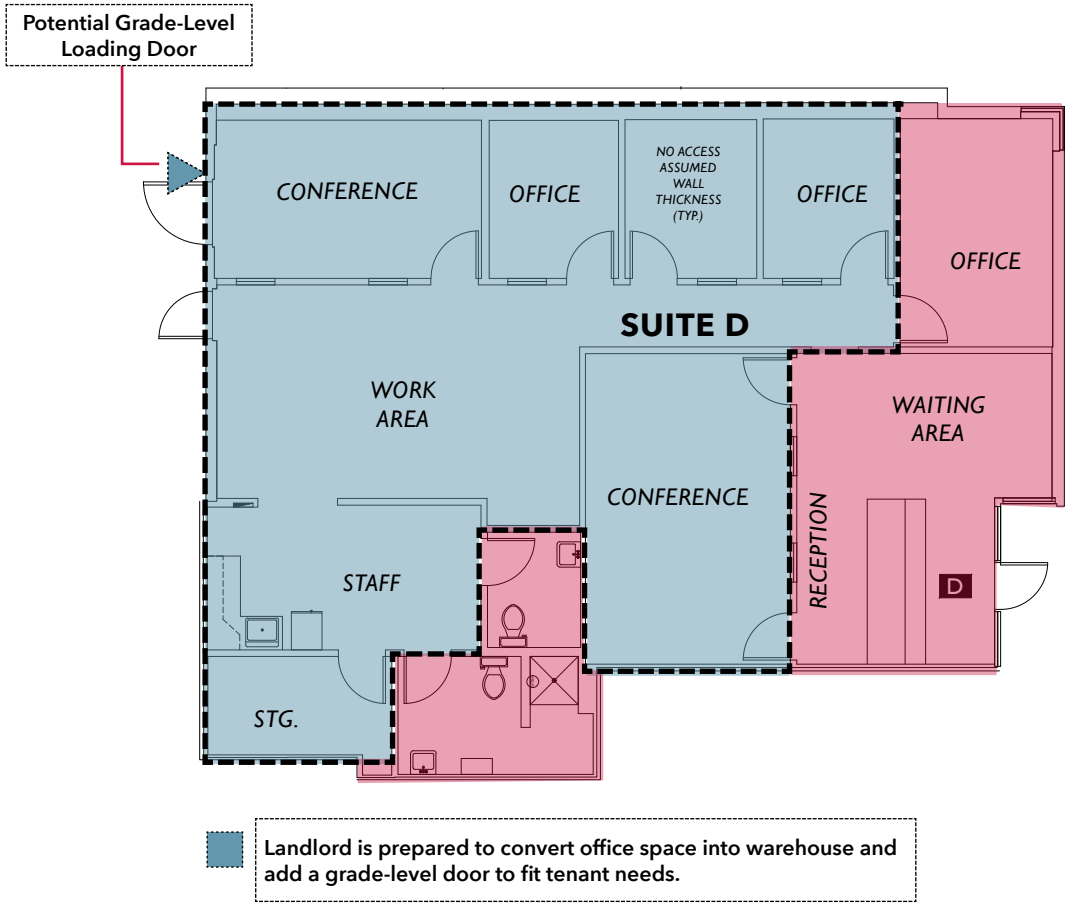 Potential Grade-Level
Loading Door
CONFERENCE
OFFICE
NO ACCESS
ASSUMED
WALL
THICKNESS
(TYP.)
OFFICE
OFFICE
SUITE D
WORK
AREA
WAITING
AREA
CONFERENCE
RECEPTION
STAFF
D
STG.
Landlord is prepared to convert office space into warehouse and
add a grade-level door to fit tenant needs.